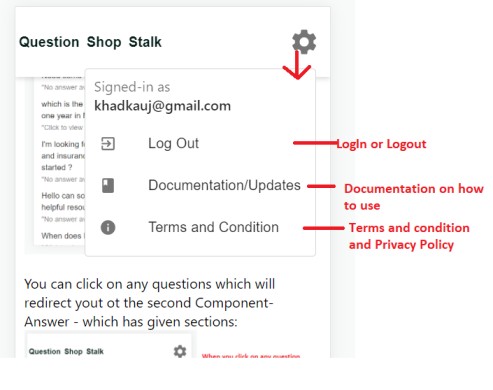 Question Shop Stalk
"No answer a
which is the
one year in l
"Click to view
I'm looking f
and insuran
started ?
"No answer a
Hello can so
helpful resou
"No answer a
When does
Signed-in as
khadkauj@gmail.com
Log Out
LogIn or Logout
Documentation/Updates
Documentation on how
to use
Terms and Condition
Terms and condition
and Privacy Policy
You can click on any questions which will
redirect yout ot the second Component-
Answer - which has given sections:
Question Shop Stalk
When you click on any question